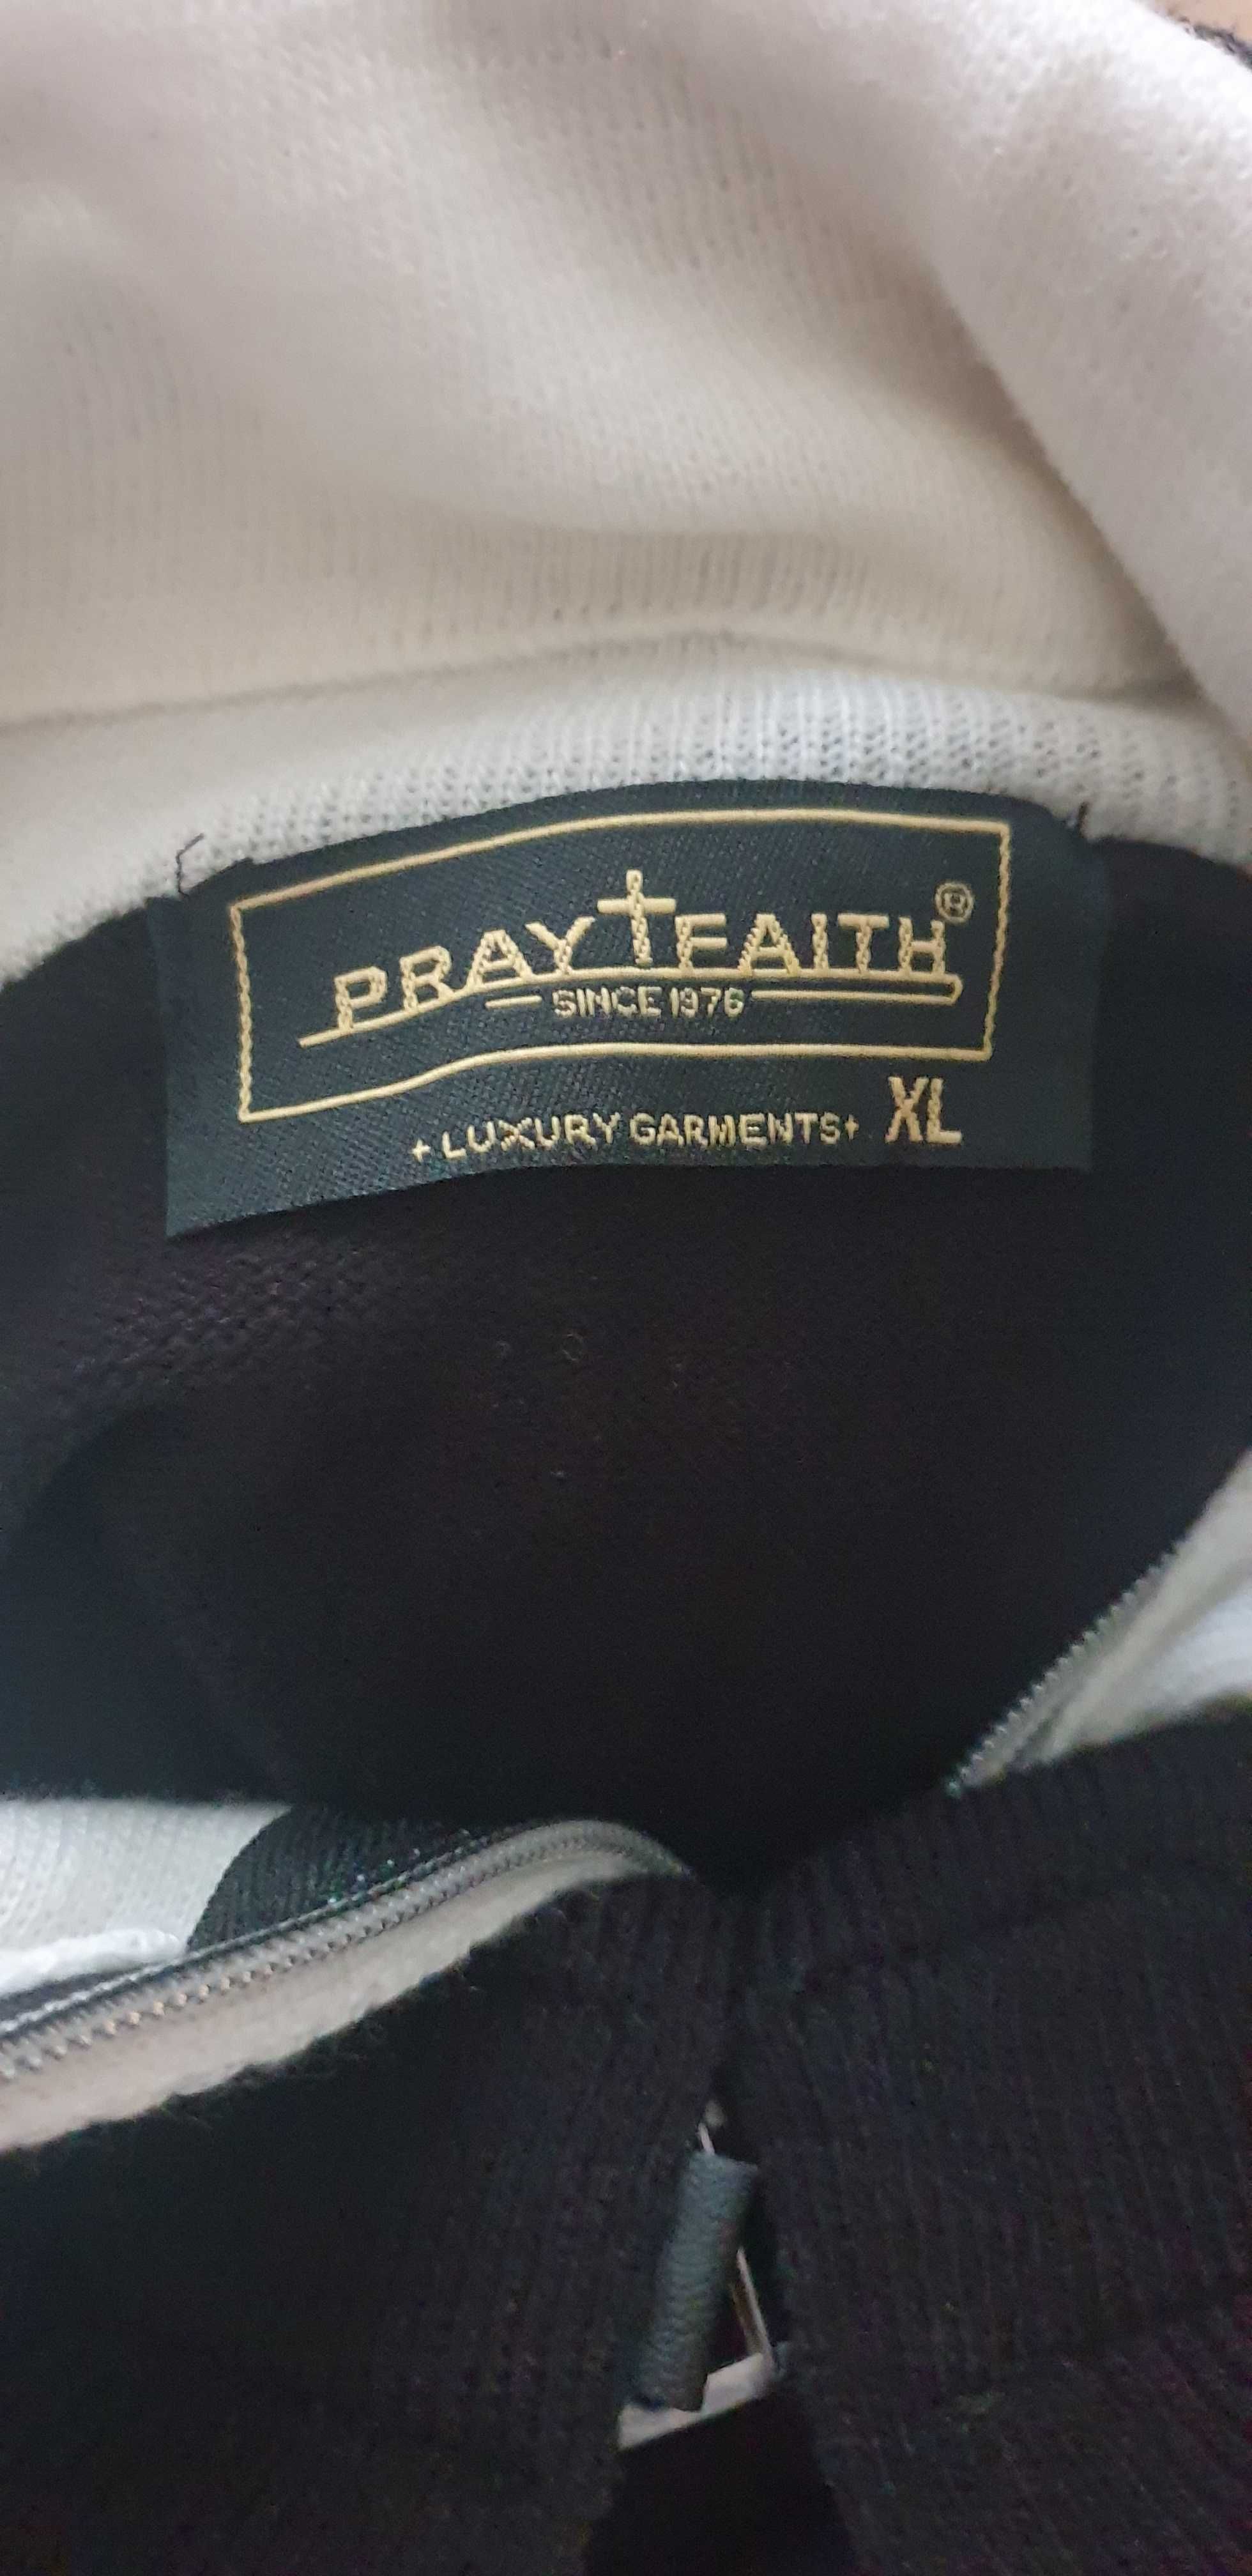 PRAY✝FAITH®
SINCE 1976
+ LUXURY GARMENTS +
XL